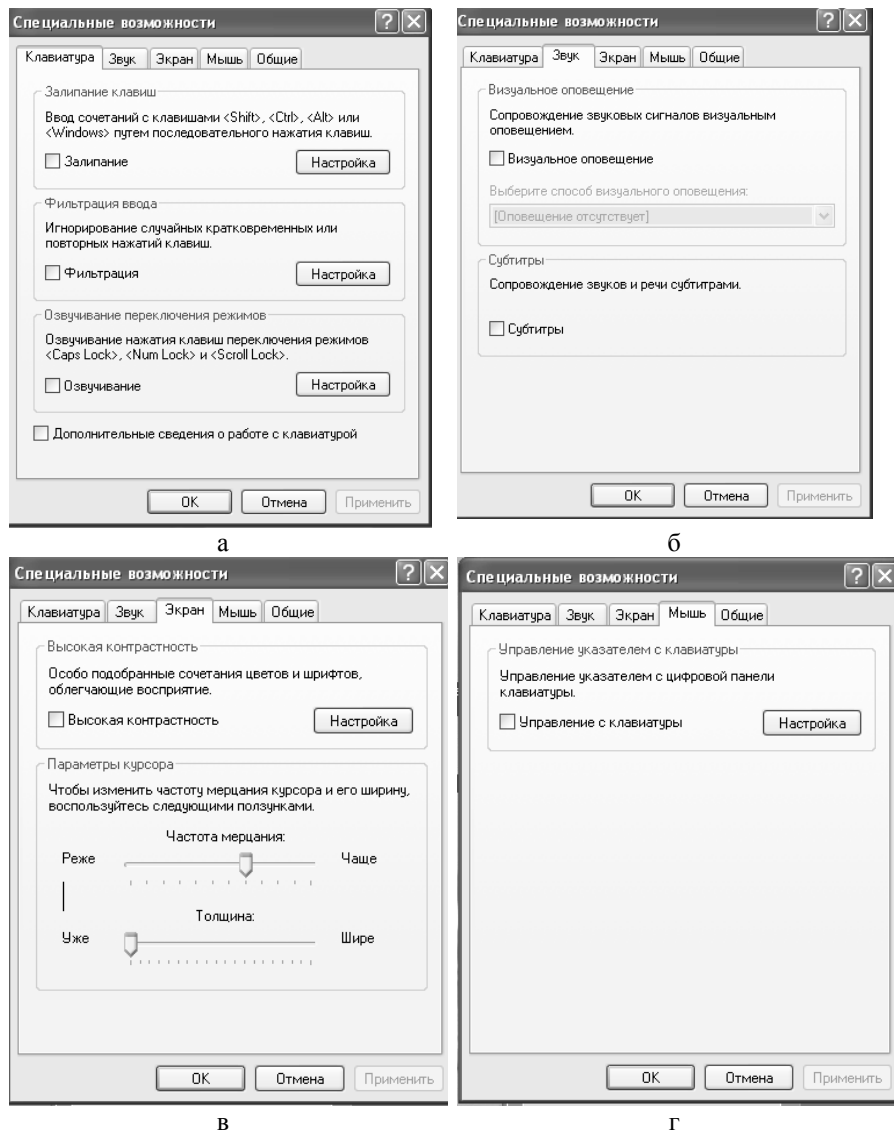 Специальные возможности
Клавиатура Звук Экран Мышь Общие
Залипание клавиш
Ввод сочетаний с клавишами <Shift>, <Ctrl>, <Alt> или
<Windows> путем последовательного нажатия клавиш.
Залипание Настройка
Фильтрация ввода
Игнорирование случайных кратковременных или
повторных нажатий клавиш.
Фильтрация Настройка
Озвучивание переключения режимов
Озвучивание нажатия клавиш переключения режимов
<Caps Lock>, <Num Lock> и <Scroll Lock>.
Озвучивание Настройка
Дополнительные сведения о работе с клавиатурой
ОК Отмена Применить
а
Специальные возможности
Клавиатура Звук Экран Мышь Общие
Визуальное оповещение
Сопровождение звуковых сигналов визуальным
оповещением.
Визуальное оповещение
Выберите способ визуального оповещения:
[Оповещение отсутствует]
Субтитры
Сопровождение звуков и речи субтитрами.
Субтитры
ОК Отмена Применить
б
Специальные возможности
Клавиатура Звук Экран Мышь Общие
Высокая контрастность
Особо подобранные сочетания цветов и шрифтов,
облегчающие восприятие.
Высокая контрастность Настройка
Параметры курсора
Чтобы изменить частоту мерцания курсора и его ширину,
воспользуйтесь следующими ползунками.
Частота мерцания:
Реже Чаще
Толщина:
Уже Шире
ОК Отмена Применить
в
Специальные возможности
Клавиатура Звук Экран Мышь Общие
Управление указателем с клавиатуры
Управление указателем с цифровой панели
клавиатуры.
Управление с клавиатуры Настройка
ОК Отмена Применить
г